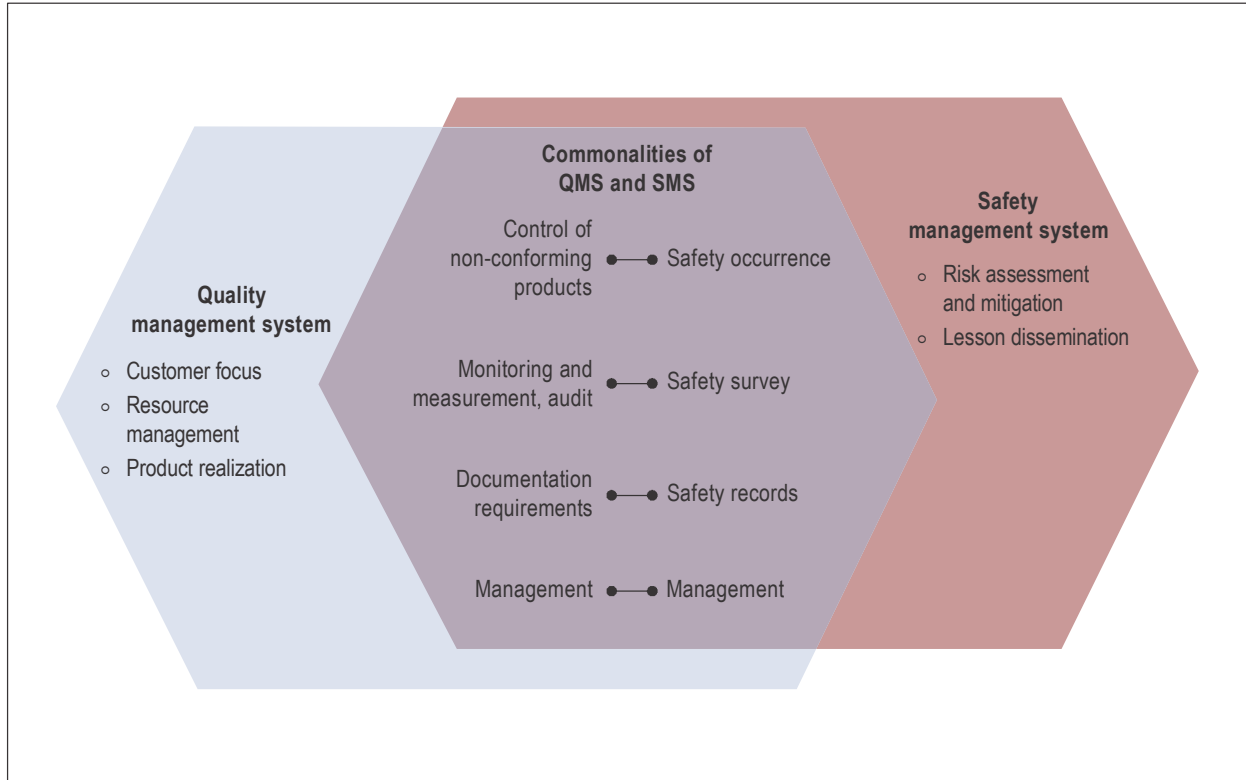 Commonalities of
QMS and SMS
Control of
non-conforming
products
Safety occurrence
Monitoring and
measurement, audit
Safety survey
Documentation
requirements
Safety records
Management
Management
Quality
management system
Customer focus
Resource
management
Product realization
Safety
management system
Risk assessment
and mitigation
Lesson dissemination